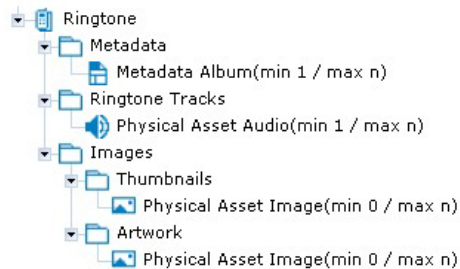 Ringtone
Metadata
Metadata Album(min 1 / max n)
Ringtone Tracks
Physical Asset Audio(min 1 / max n)
Images
Thumbnails
Physical Asset Image(min 0 / max n)
Artwork
Physical Asset Image(min 0 / max n)